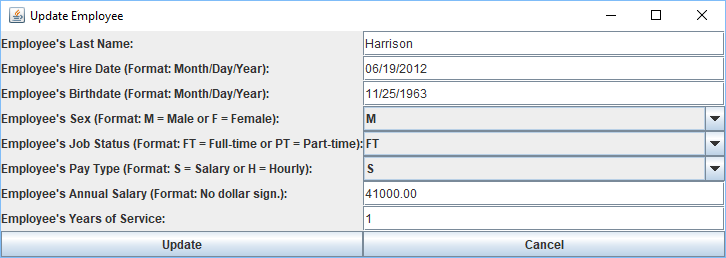 Update Employee
Employee's Last Name: Harrison
Employee's Hire Date (Format: Month/Day/Year): 06/19/2012
Employee's Birthdate (Format: Month/Day/Year): 11/25/1963
Employee's Sex (Format: M = Male or F = Female): M
Employee's Job Status (Format: FT = Full-time or PT = Part-time): FT
Employee's Pay Type (Format: S = Salary or H = Hourly): S
Employee's Annual Salary (Format: No dollar sign.): 41000.00
Employee's Years of Service: 1
Update Cancel